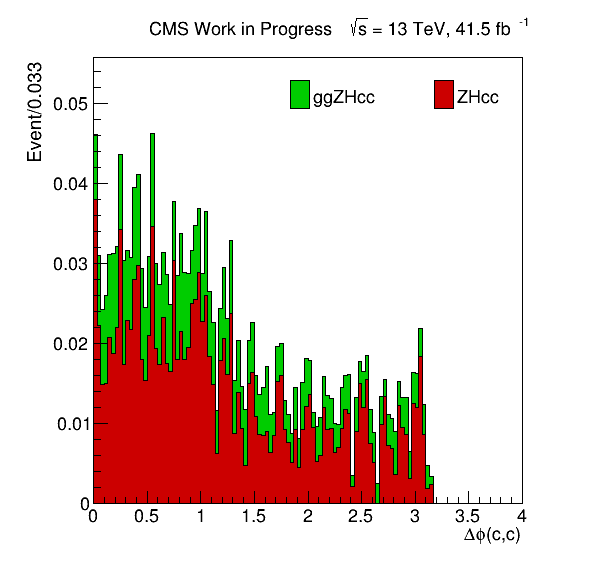 CMS Work in Progress √s = 13 TeV, 41.5 fb -1
Event/0.033
ggZHcc ZHcc
0.05
0.04
0.03
0.02
0.01
0
0 0.5 1 1.5 2 2.5 3 3.5 4
Δϕ(c,c)